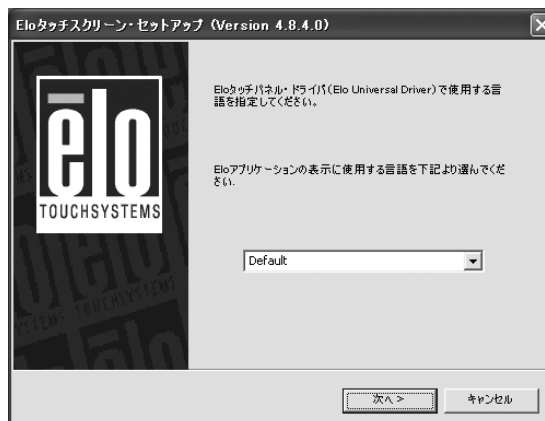 Eloタッチスクリーン・セットアップ (Version 4.8.4.0)
Eloタッチパネル・ドライバ(Elo Universal Driver)で使用する言
語を指定してください。
Eloアプリケーションの表示に使用する言語を下記より選んでくだ
さい.
elo
TOUCHSYSTEMS
Default
次へ >
キャンセル